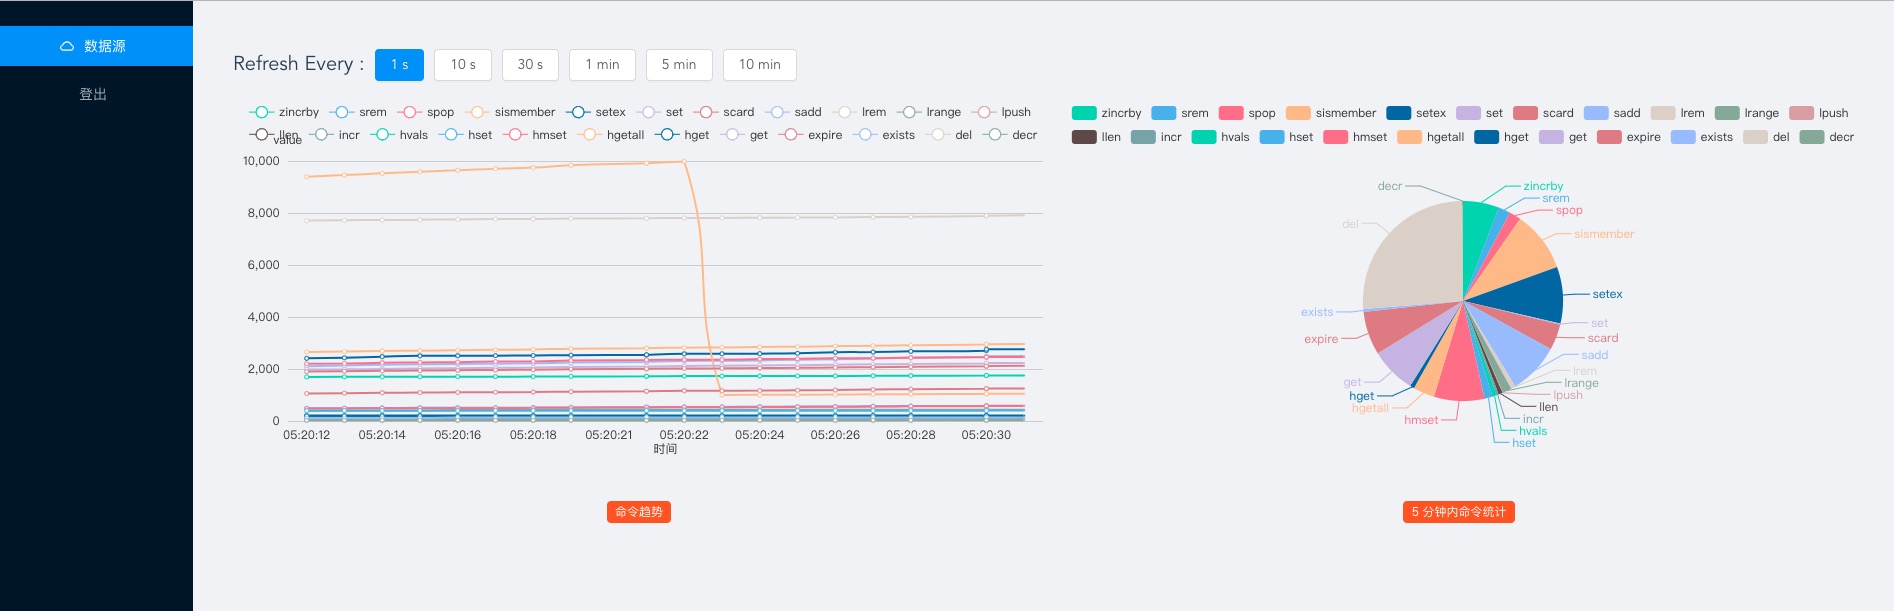 数据源
登出
Refresh Every : 1 s 10 s 30 s 1 min 5 min 10 min
zincrby srem spop sismember setex set scard sadd lrem lrange lpush
llen incr hvals hset hmset hgetall hget get expire exists del decr
value
10,000
8,000
6,000
4,000
2,000
0
05:20:12 05:20:14 05:20:16 05:20:18 05:20:21 05:20:22 05:20:24 05:20:26 05:20:28 05:20:30
时间
命令趋势
zincrby srem spop sismember setex set scard sadd lrem lrange lpush
llen incr hvals hset hmset hgetall hget get expire exists del decr
decr
zincrby
srem
spop
del
sismember
setex
exists
set
expire
scard
sadd
lrem
get
lrange
hget
lpush
hgetall
llen
hmset
incr
hvals
hset
5 分钟内命令统计